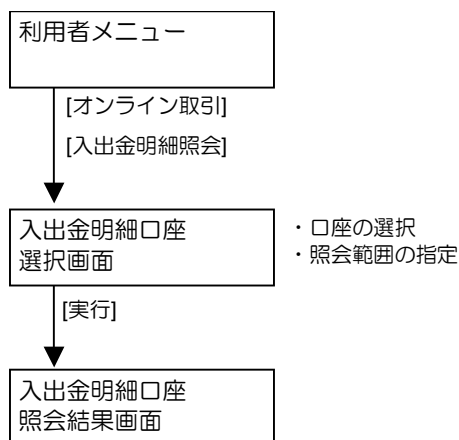 利用者メニュー
[オンライン取引]
[入出金明細照会]
入出金明細口座
選択画面
・口座の選択
・照会範囲の指定
[実行]
入出金明細口座
照会結果画面